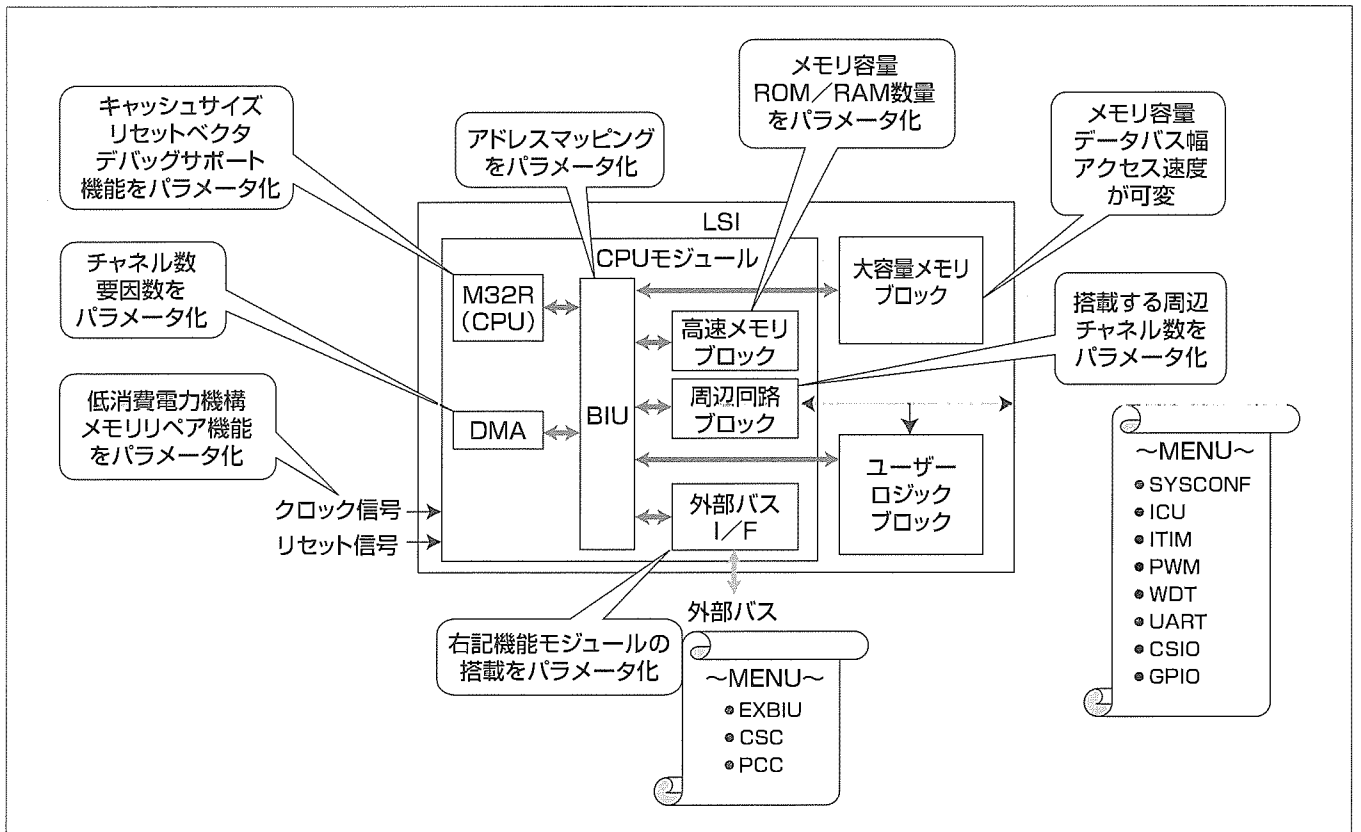 キャッシュサイズ
リセットベクタ
デバッグサポート
機能をパラメータ化
アドレスマッピング
をパラメータ化
メモリ容量
ROM/RAM数量
をパラメータ化
メモリ容量
データバス幅
アクセス速度
が可変
チャネル数
要因数を
パラメータ化
低消費電力機構
メモリリペア機能
をパラメータ化
搭載する周辺
チャネル数を
パラメータ化
LSI
CPUモジュール
M32R
(CPU)
DMA
BIU
高速メモリ
ブロック
周辺回路
ブロック
外部バス
I/F
大容量メモリ
ブロック
ユーザー
ロジック
ブロック
クロック信号
リセット信号
外部バス
右記機能モジュールの
搭載をパラメータ化
~MENU~
• EXBIU
• CSC
• PCC
~MENU~
• SYSCONF
• ICU
• ITIM
• PWM
• WDT
• UART
• CSIO
• GPIO